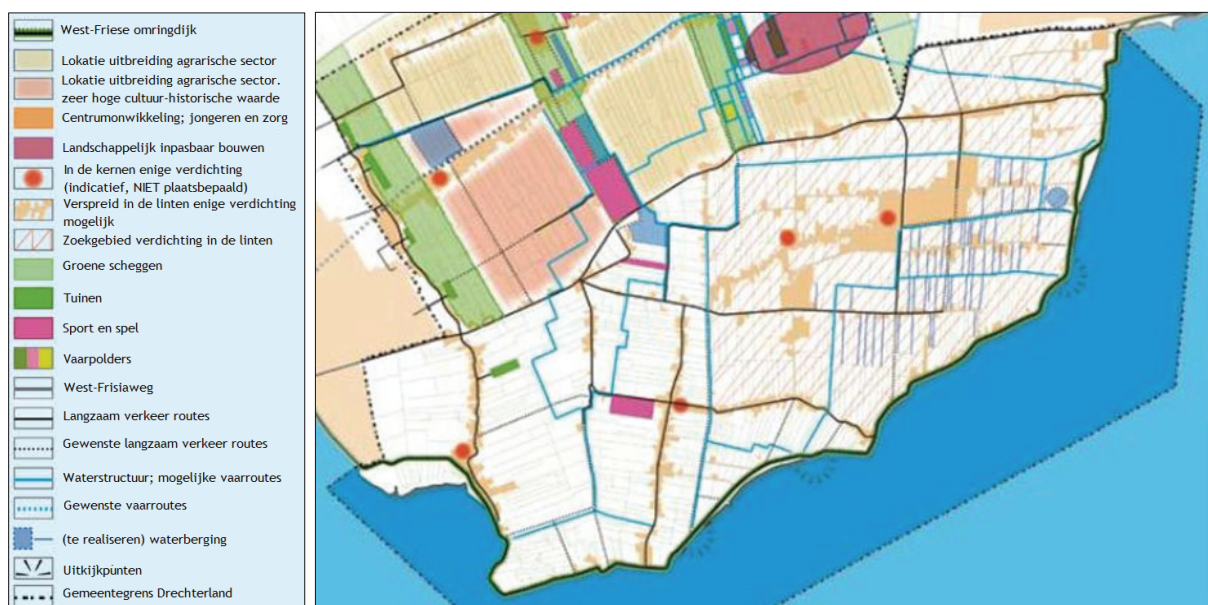 West-Friese omringdijk
Lokatie uitbreiding agrarische sector
Lokatie uitbreiding agrarische sector.
zeer hoge cultuur-historische waarde
Centrumonwikkeling; jongeren en zorg
Landschappelijk inpasbaar bouwen
In de kernen enige verdichting
(indicatief, NIET plaatsbepaald)
Verspreid in de linten enige verdichting
mogelijk
Zoekgebied verdichting in de linten
Groene scheggen
Tuinen
Sport en spel
Vaarpolders
West-Frisiaweg
Langzaam verkeer routes
Gewenste langzaam verkeer routes
Waterstructuur; mogelijke vaarroutes
Gewenste vaarroutes
(te realiseren) waterberging
Uitkijkpunten
Gemeentegrens Drechterland